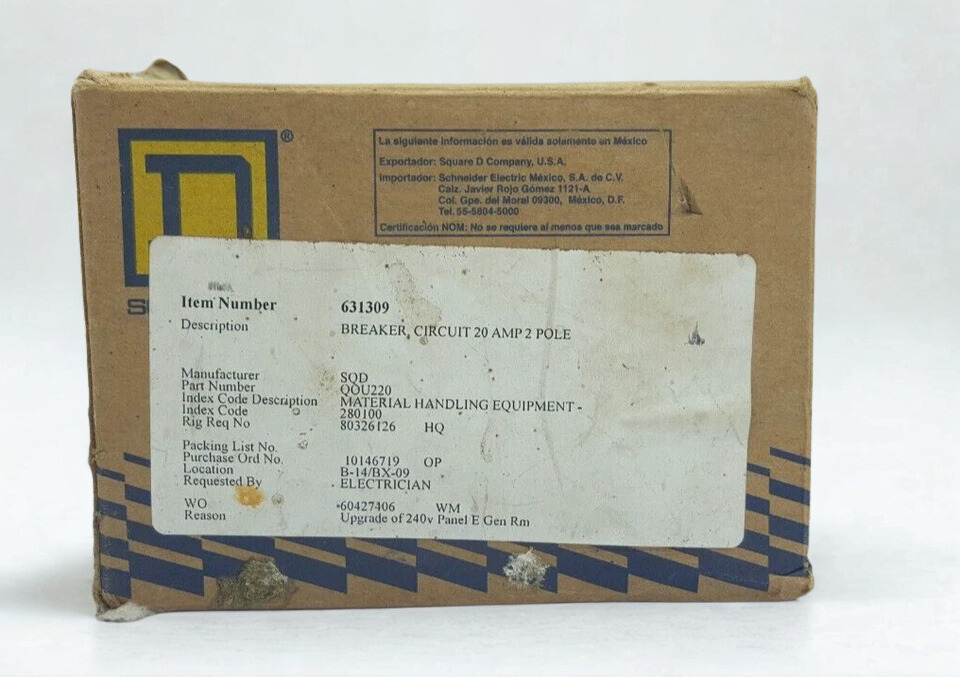 D
®
La siguiente información es válida solamente en México
Exportador: Square D Company, U.S.A.
Importador: Schneider Electric México, S.A. de C.V.
Calz. Javier Rojo Gómez 1121-A
Col. Gpe. del Moral 09300, México, D.F.
Tel. 55-5804-5000
Certificación NOM: No se requiere al menos que sea marcado
Item Number 631309
Description BREAKER, CIRCUIT 20 AMP 2 POLE
Manufacturer SQD
Part Number QOU220
Index Code Description MATERIAL HANDLING EQUIPMENT -
Index Code 280100
Rig Req No 80326126 HQ
Packing List No.
Purchase Ord No. 10146719 OP
Location B-14/BX-09
Requested By ELECTRICIAN
WO 60427406 WM
Reason Upgrade of 240v Panel E Gen Rm